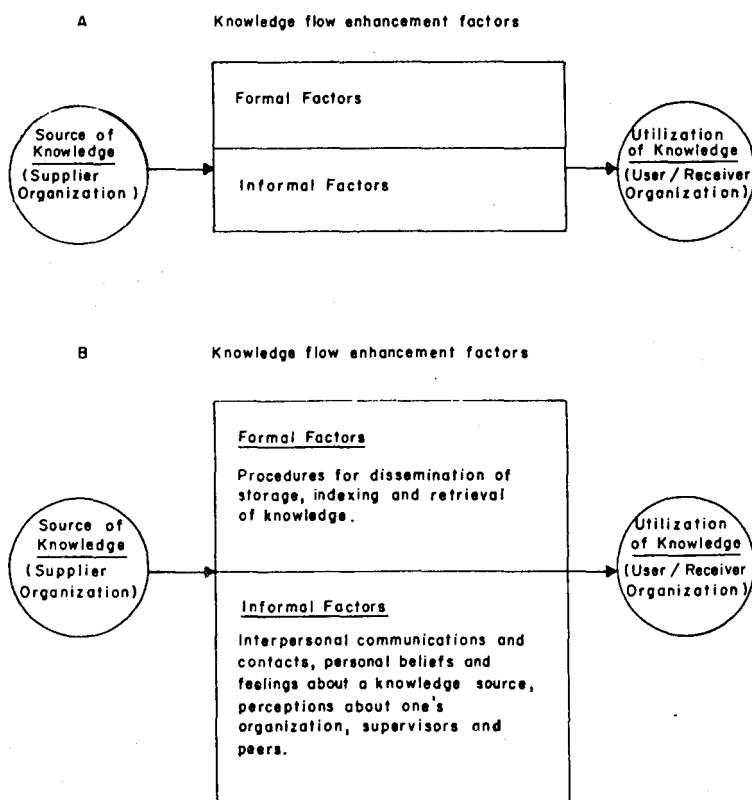 A Knowledge flow enhancement factors
Source of
Knowledge
(Supplier
Organization)
Formal Factors
Informal Factors
Utilization
of Knowledge
(User / Receiver
Organization)
B Knowledge flow enhancement factors
Source of
Knowledge
(Supplier
Organization)
Formal Factors
Procedures for dissemination of
storage, indexing and retrieval
of knowledge.
Informal Factors
Interpersonal communications and
contacts, personal beliefs and
feelings about a knowledge source,
perceptions about one's
organization, supervisors and
peers.
Utilization
of Knowledge
(User / Receiver
Organization)